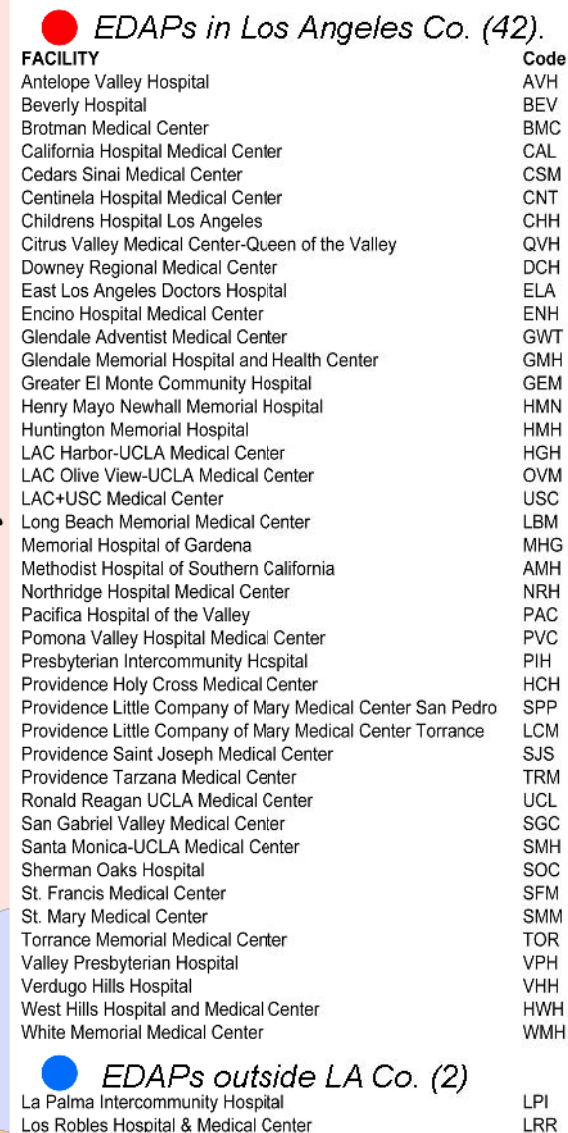 EDAPs in Los Angeles Co. (42).
FACILITY Code
Antelope Valley Hospital AVH
Beverly Hospital BEV
Brotman Medical Center BMC
California Hospital Medical Center CAL
Cedars Sinai Medical Center CSM
Centinela Hospital Medical Center CNT
Childrens Hospital Los Angeles CHH
Citrus Valley Medical Center-Queen of the Valley QVH
Downey Regional Medical Center DCH
East Los Angeles Doctors Hospital ELA
Encino Hospital Medical Center ENH
Glendale Adventist Medical Center GWT
Glendale Memorial Hospital and Health Center GMH
Greater El Monte Community Hospital GEM
Henry Mayo Newhall Memorial Hospital HMN
Huntington Memorial Hospital HMH
LAC Harbor-UCLA Medical Center HGH
LAC Olive View-UCLA Medical Center OVM
LAC+USC Medical Center USC
Long Beach Memorial Medical Center LBM
Memorial Hospital of Gardena MHG
Methodist Hospital of Southern California AMH
Northridge Hospital Medical Center NRH
Pacifica Hospital of the Valley PAC
Pomona Valley Hospital Medical Center PVC
Presbyterian Intercommunity Hospital PIH
Providence Holy Cross Medical Center HCH
Providence Little Company of Mary Medical Center San Pedro SPP
Providence Little Company of Mary Medical Center Torrance LCM
Providence Saint Joseph Medical Center SJS
Providence Tarzana Medical Center TRM
Ronald Reagan UCLA Medical Center UCL
San Gabriel Valley Medical Center SGC
Santa Monica-UCLA Medical Center SMH
Sherman Oaks Hospital SOC
St. Francis Medical Center SFM
St. Mary Medical Center SMM
Torrance Memorial Medical Center TOR
Valley Presbyterian Hospital VPH
Verdugo Hills Hospital VHH
West Hills Hospital and Medical Center HWH
White Memorial Medical Center WMH
EDAPs outside LA Co. (2)
La Palma Intercommunity Hospital LPI
Los Robles Hospital & Medical Center LRR